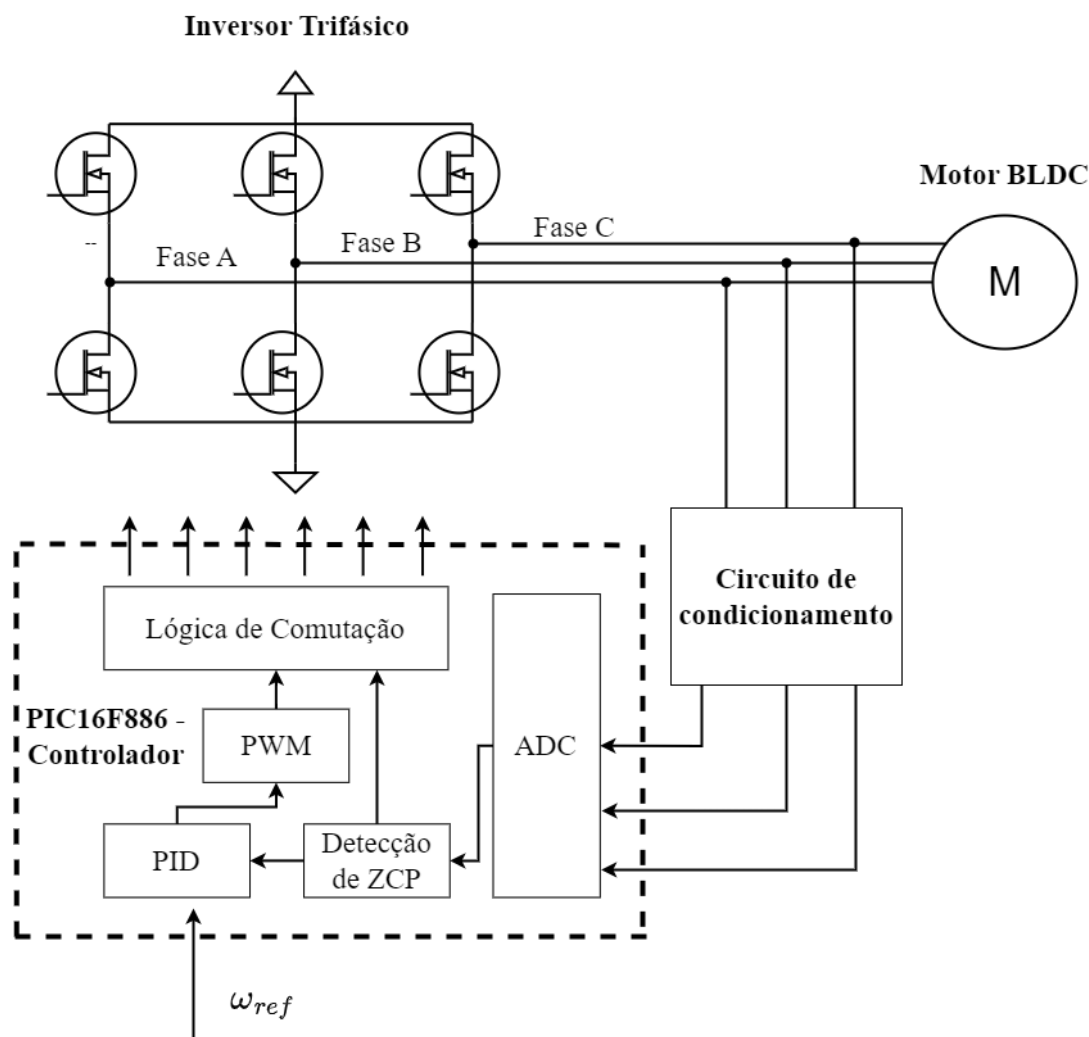 Inversor Trifásico
Motor BLDC
--
Fase A
Fase B
Fase C
M
Circuito de
condicionamento
Lógica de Comutação
PIC16F886 -
Controlador
PWM
ADC
PID
Detecção
de ZCP
ω_ref